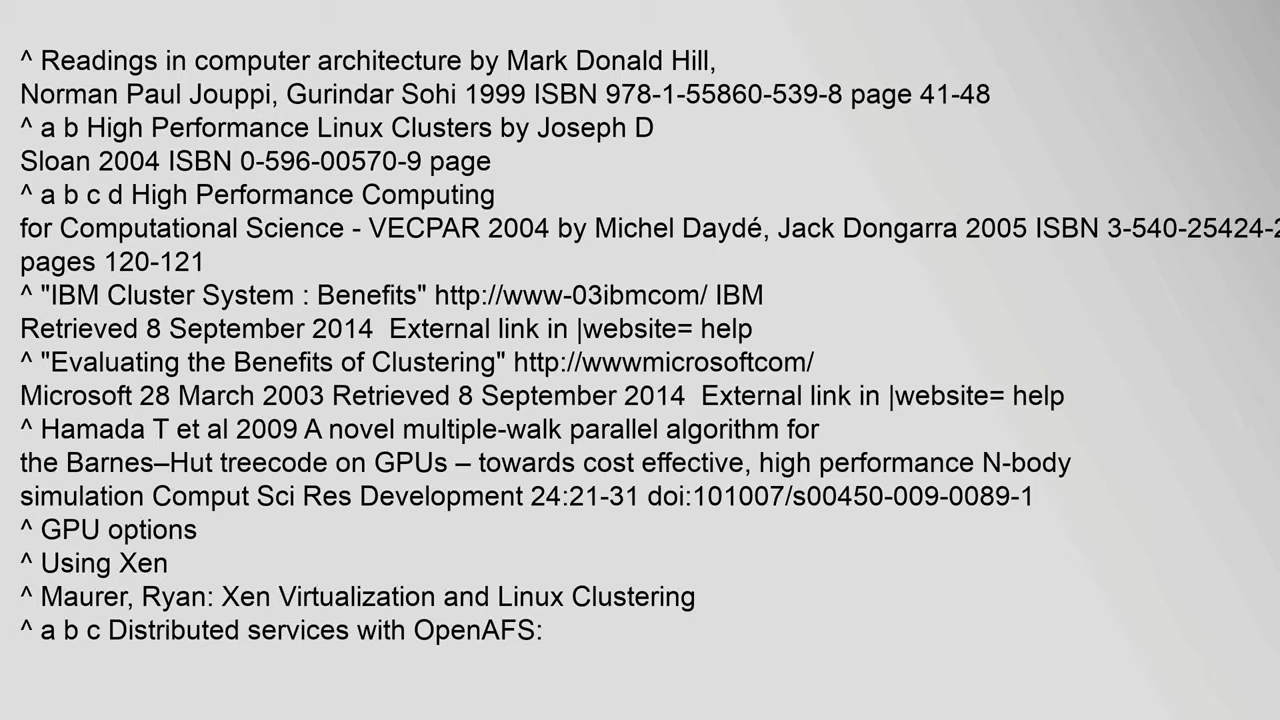 ^ Readings in computer architecture by Mark Donald Hill,
Norman Paul Jouppi, Gurindar Sohi 1999 ISBN 978-1-55860-539-8 page 41-48
^ a b High Performance Linux Clusters by Joseph D
Sloan 2004 ISBN 0-596-00570-9 page
^ a b c d High Performance Computing
for Computational Science - VECPAR 2004 by Michel Daydé, Jack Dongarra 2005 ISBN 3-540-25424-2
pages 120-121
^ "IBM Cluster System : Benefits" http://www-03ibmcom/ IBM
Retrieved 8 September 2014  External link in |website= help
^ "Evaluating the Benefits of Clustering" http://wwwmicrosoftcom/
Microsoft 28 March 2003 Retrieved 8 September 2014  External link in |website= help
^ Hamada T et al 2009 A novel multiple-walk parallel algorithm for
the Barnes–Hut treecode on GPUs – towards cost effective, high performance N-body
simulation Comput Sci Res Development 24:21-31 doi:101007/s00450-009-0089-1
^ GPU options
^ Using Xen
^ Maurer, Ryan: Xen Virtualization and Linux Clustering
^ a b c Distributed services with OpenAFS: